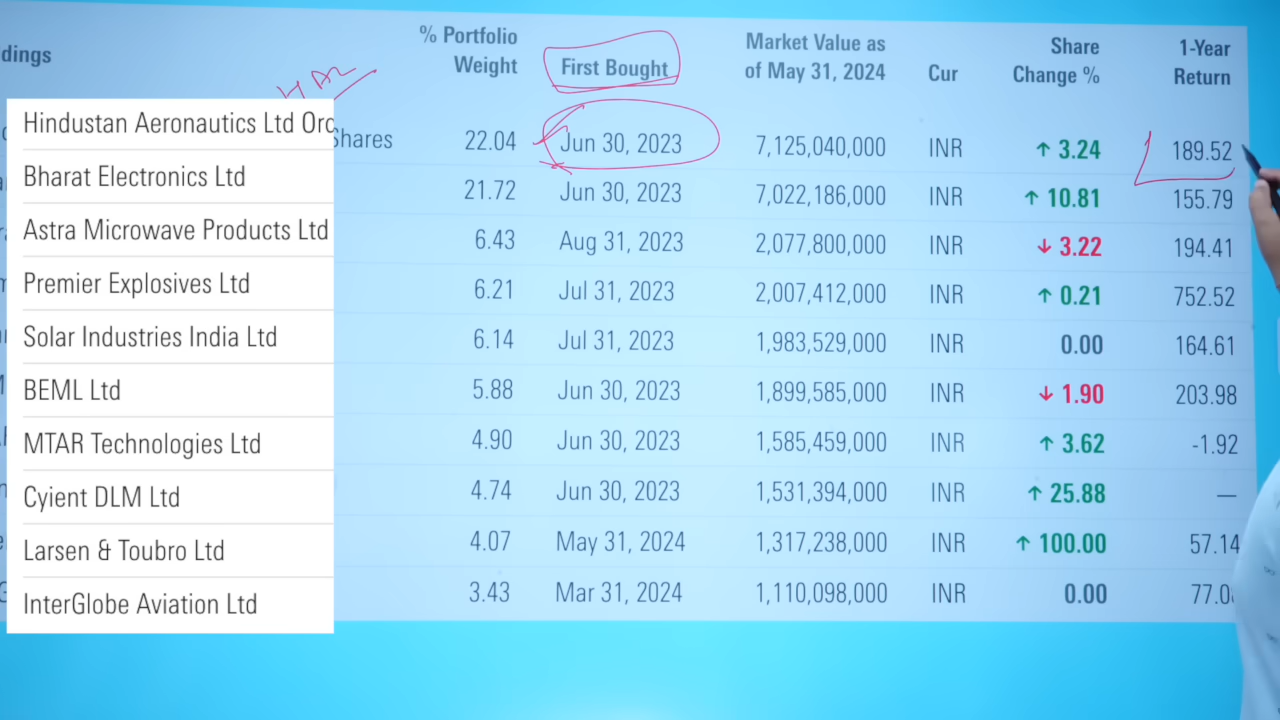 dings % Portfolio Weight First Bought Market Value as of May 31, 2024 Cur Share Change % 1-Year Return
HAL
Hindustan Aeronautics Ltd Ord Shares 22.04 Jun 30, 2023 7,125,040,000 INR ↑ 3.24 189.52
Bharat Electronics Ltd 21.72 Jun 30, 2023 7,022,186,000 INR ↑ 10.81 155.79
Astra Microwave Products Ltd 6.43 Aug 31, 2023 2,077,800,000 INR ↓ 3.22 194.41
Premier Explosives Ltd 6.21 Jul 31, 2023 2,007,412,000 INR ↑ 0.21 752.52
Solar Industries India Ltd 6.14 Jul 31, 2023 1,983,529,000 INR 0.00 164.61
BEML Ltd 5.88 Jun 30, 2023 1,899,585,000 INR ↓ 1.90 203.98
MTAR Technologies Ltd 4.90 Jun 30, 2023 1,585,459,000 INR ↑ 3.62 -1.92
Cyient DLM Ltd 4.74 Jun 30, 2023 1,531,394,000 INR ↑ 25.88 —
Larsen & Toubro Ltd 4.07 May 31, 2024 1,317,238,000 INR ↑ 100.00 57.14
InterGlobe Aviation Ltd 3.43 Mar 31, 2024 1,110,098,000 INR 0.00